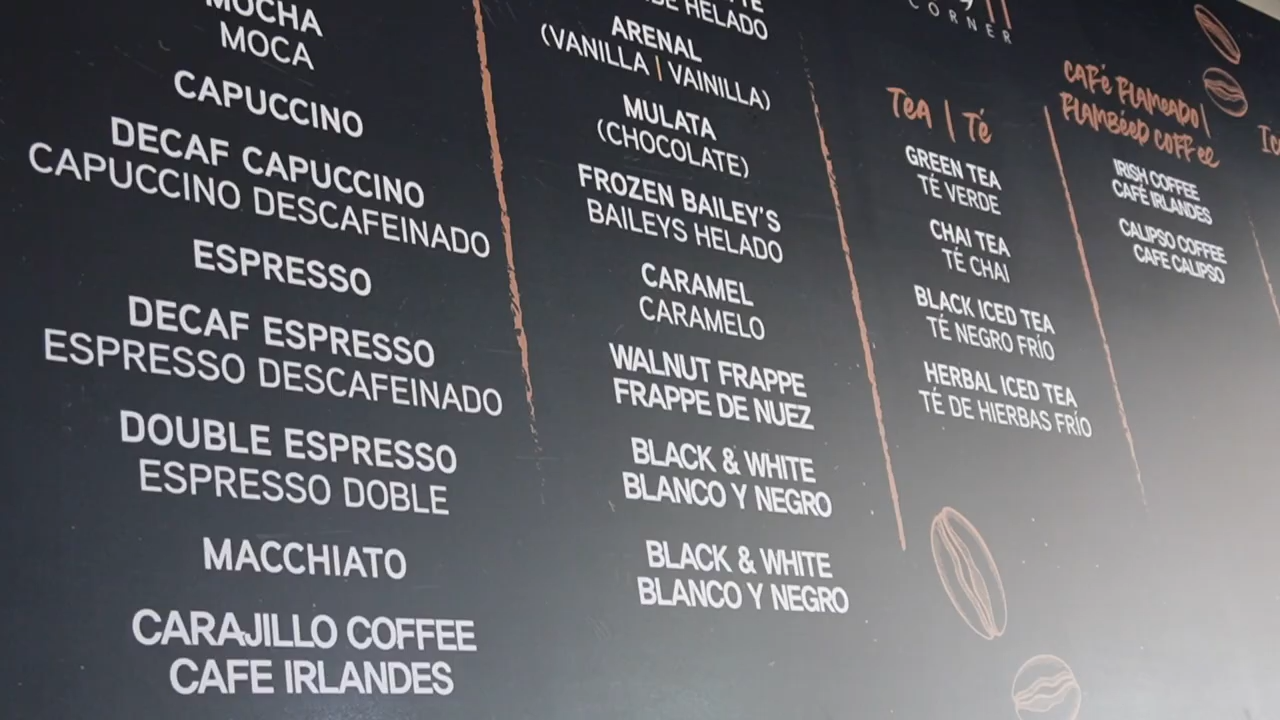 MOCHA
MOCA
CAPUCCINO
DECAF CAPUCCINO
CAPUCCINO DESCAFEINADO
ESPRESSO
DECAF ESPRESSO
ESPRESSO DESCAFEINADO
DOUBLE ESPRESSO
ESPRESSO DOBLE
MACCHIATO
CARAJILLO COFFEE
CAFE IRLANDES
HELADO
ARENAL
(VANILLA | VAINILLA)
MULATA
(CHOCOLATE)
FROZEN BAILEY'S
BAILEYS HELADO
CARAMEL
CARAMELO
WALNUT FRAPPE
FRAPPE DE NUEZ
BLACK & WHITE
BLANCO Y NEGRO
BLACK & WHITE
BLANCO Y NEGRO
CORNER
Tea | Té
GREEN TEA
TÉ VERDE
CHAI TEA
TÉ CHAI
BLACK ICED TEA
TÉ NEGRO FRÍO
HERBAL ICED TEA
TÉ DE HIERBAS FRÍO
CAFÉ FLAMEADO |
FLAMBÉED COFFEE
IRISH COFFEE
CAFÉ IRLANDES
CALIPSO COFFEE
CAFE CALIPSO